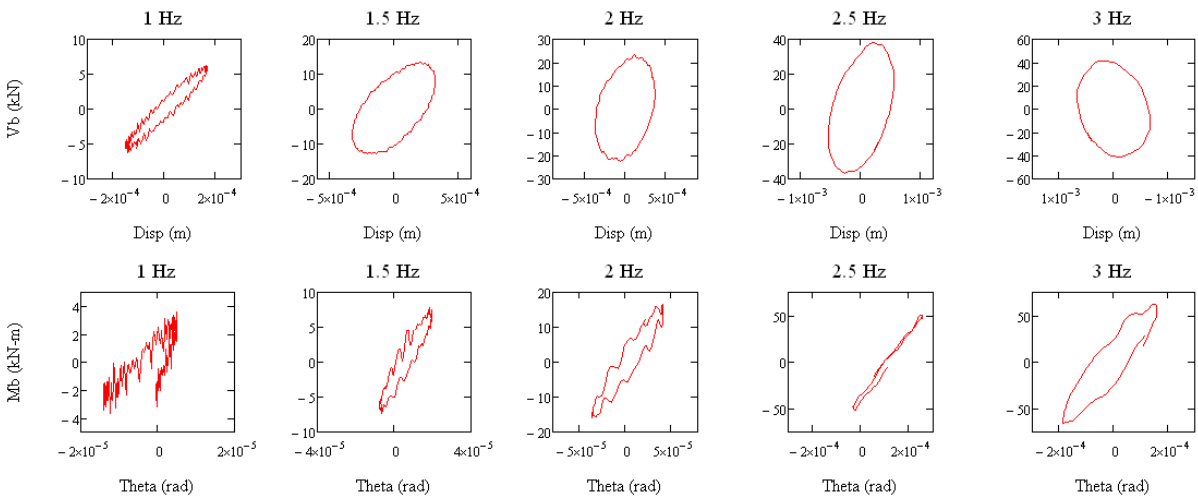 1 Hz 1.5 Hz 2 Hz 2.5 Hz 3 Hz
10 20 30 40 60
5 10 20 20 40
10 20
0 0 0 0 0
Vb (kN)
− 10 − 20
− 5 − 10 − 20 − 20 − 40
− 10 − 20 − 30 − 40 − 60
− 2×10⁻⁴ 0 2×10⁻⁴ − 5×10⁻⁴ 0 5×10⁻⁴ − 5×10⁻⁴ 0 5×10⁻⁴ − 1×10⁻³ 0 1×10⁻³ 1×10⁻³ 0 − 1×10⁻³
Disp (m) Disp (m) Disp (m) Disp (m) Disp (m)
1 Hz 1.5 Hz 2 Hz 2.5 Hz 3 Hz
4 10 20 50 50
2 5 10
0 0 0 0 0
Mb (kN-m)
− 2 − 5 − 10
− 4 − 10 − 20 − 50 − 50
− 2×10⁻⁵ 0 2×10⁻⁵ − 4×10⁻⁵ 0 4×10⁻⁵ − 5×10⁻⁵ 0 5×10⁻⁵ − 2×10⁻⁴ 0 2×10⁻⁴ − 2×10⁻⁴ 0 2×10⁻⁴
Theta (rad) Theta (rad) Theta (rad) Theta (rad) Theta (rad)